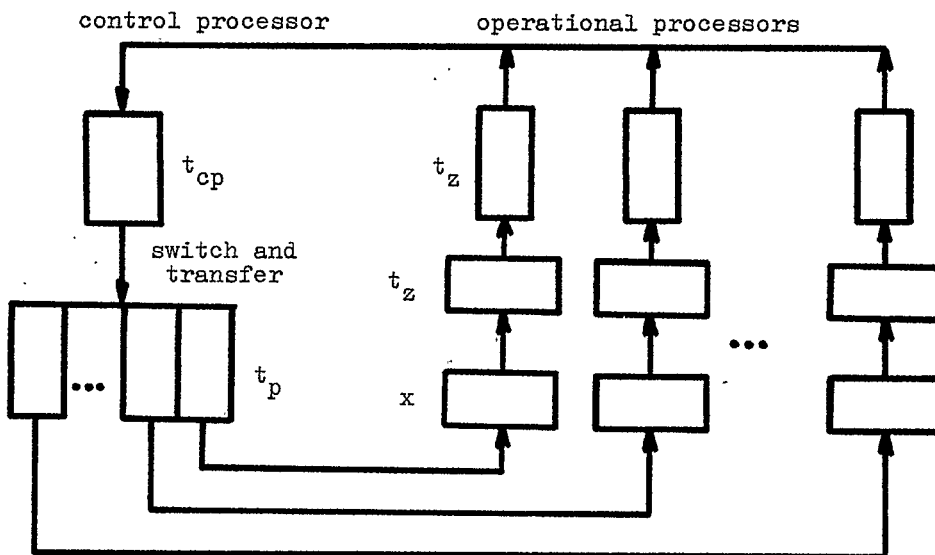 control processor
operational processors
t_cp
t_z
switch and
transfer
t_z
t_p
...
...
x